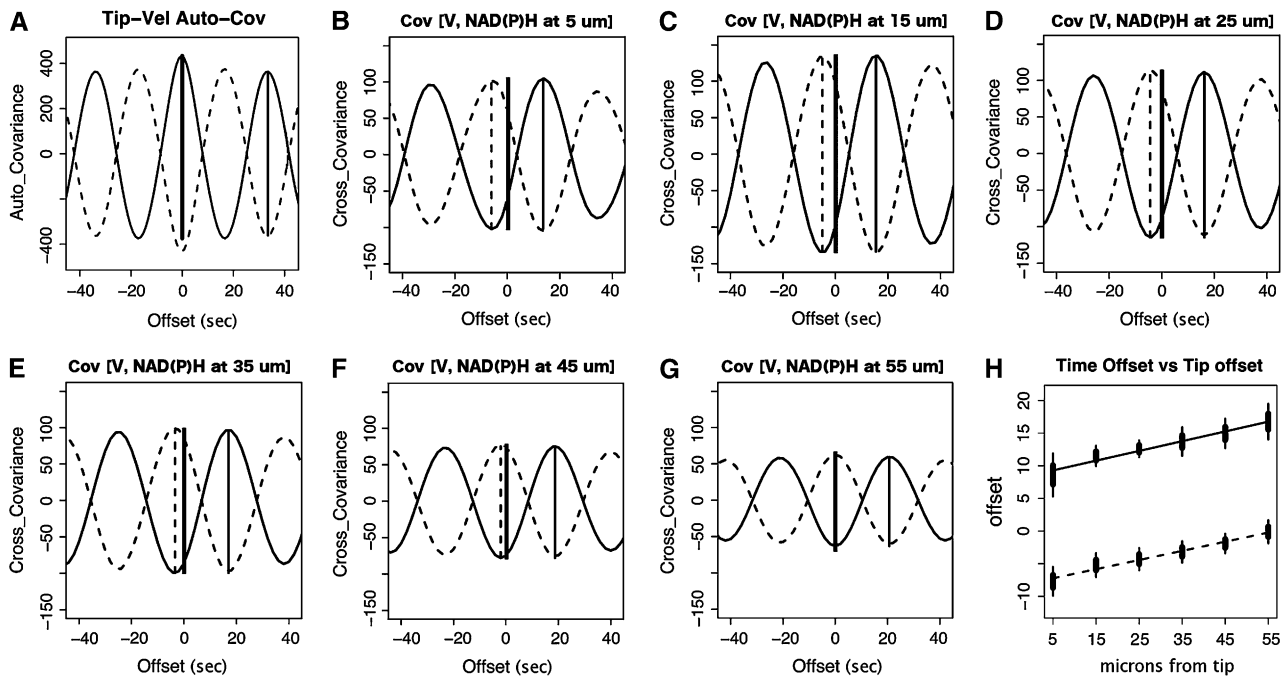 A Tip-Vel Auto-Cov
Auto_Covariance
400
200
0
-400
-40 -20 0 20 40
Offset (sec)
B Cov [V, NAD(P)H at 5 um]
Cross_Covariance
100
50
0
-50
-150
-40 -20 0 20 40
Offset (sec)
C Cov [V, NAD(P)H at 15 um]
Cross_Covariance
100
50
0
-50
-150
-40 -20 0 20 40
Offset (sec)
D Cov [V, NAD(P)H at 25 um]
Cross_Covariance
100
50
0
-50
-150
-40 -20 0 20 40
Offset (sec)
E Cov [V, NAD(P)H at 35 um]
Cross_Covariance
100
50
0
-50
-150
-40 -20 0 20 40
Offset (sec)
F Cov [V, NAD(P)H at 45 um]
Cross_Covariance
100
50
0
-50
-150
-40 -20 0 20 40
Offset (sec)
G Cov [V, NAD(P)H at 55 um]
Cross_Covariance
100
50
0
-50
-150
-40 -20 0 20 40
Offset (sec)
H Time Offset vs Tip offset
offset
20
15
10
5
0
-10
5 15 25 35 45 55
microns from tip